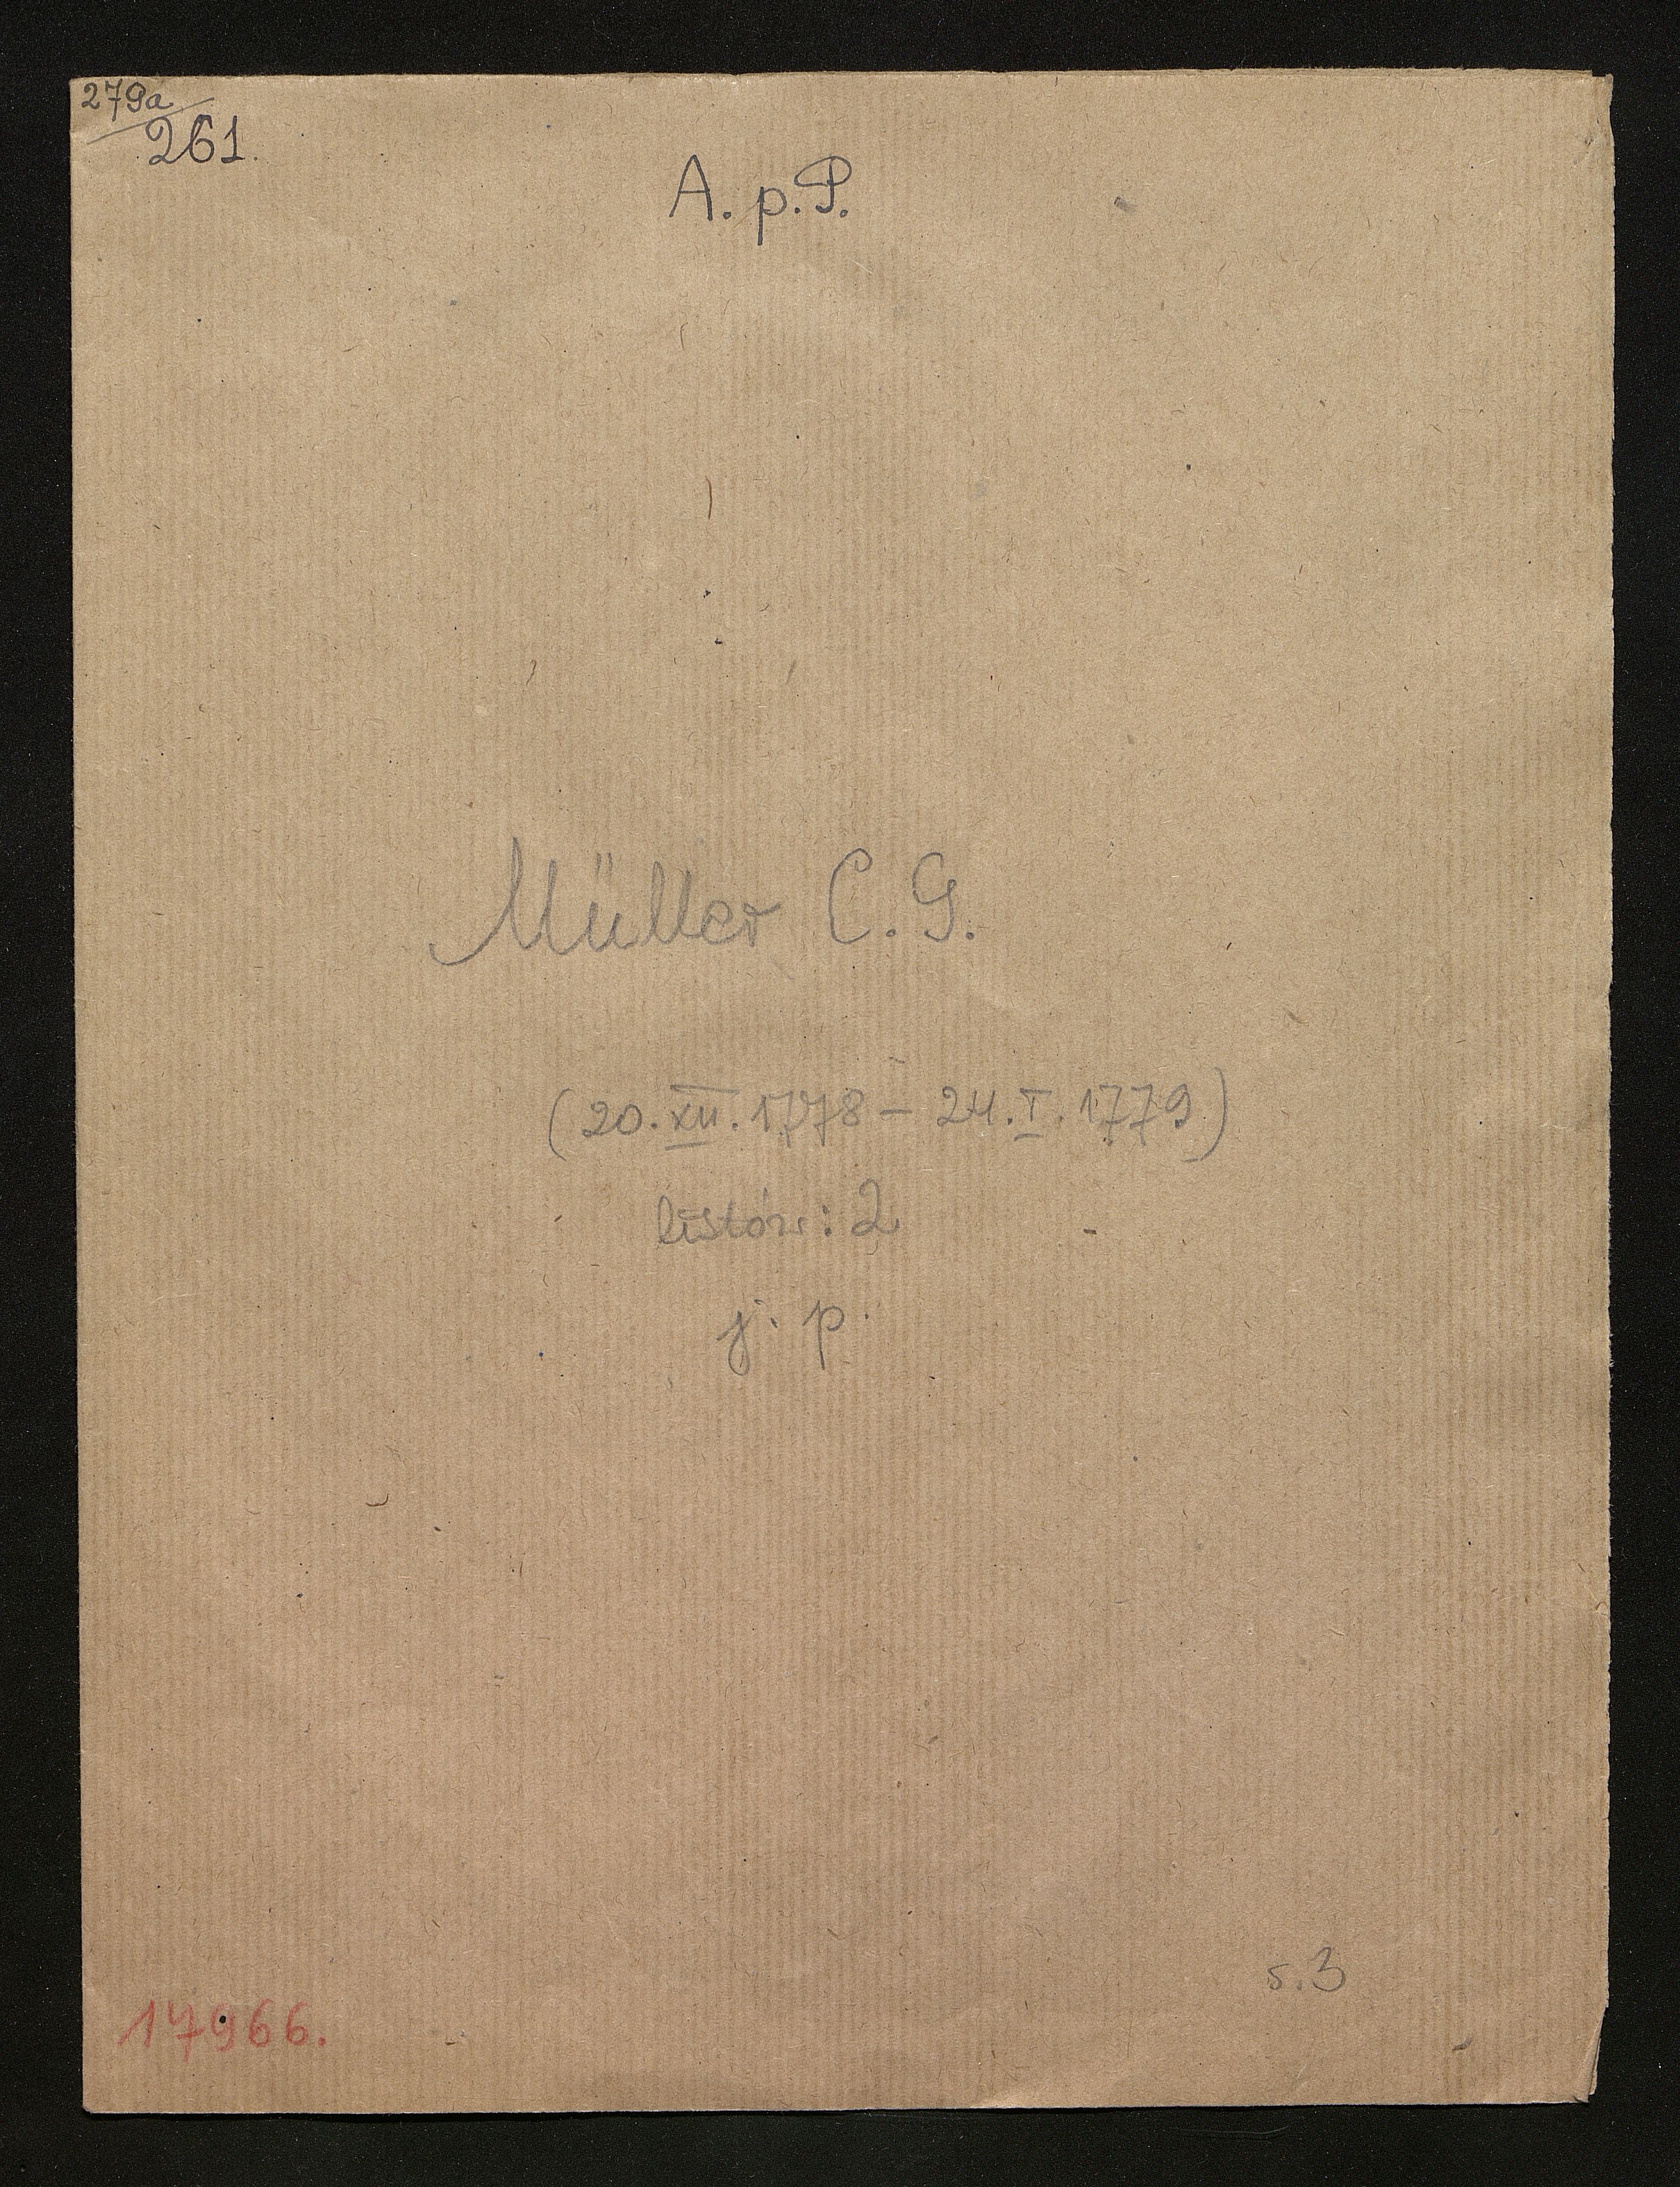 279a
261.
A. p. P.
Müller C. G.
(20. XII. 1778 – 24. I. 1779)
listów: 2
j. p.
s. 3
17966.